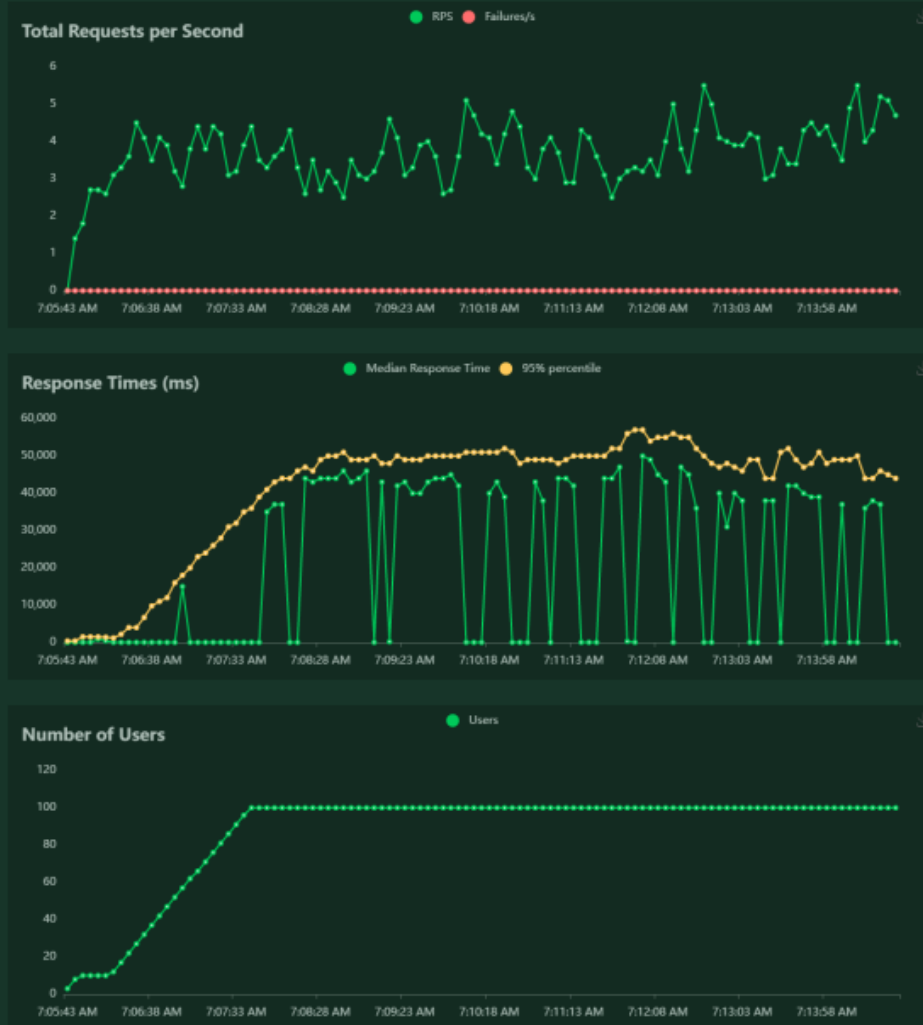 RPS Failures/s
Total Requests per Second
6
5
4
3
2
1
0
7:05:43 AM 7:06:38 AM 7:07:33 AM 7:08:28 AM 7:09:23 AM 7:10:18 AM 7:11:13 AM 7:12:08 AM 7:13:03 AM 7:13:58 AM
Median Response Time 95% percentile
Response Times (ms)
60,000
50,000
40,000
30,000
20,000
10,000
0
7:05:43 AM 7:06:38 AM 7:07:33 AM 7:08:28 AM 7:09:23 AM 7:10:18 AM 7:11:13 AM 7:12:08 AM 7:13:03 AM 7:13:58 AM
Users
Number of Users
120
100
80
60
40
20
0
7:05:43 AM 7:06:38 AM 7:07:33 AM 7:08:28 AM 7:09:23 AM 7:10:18 AM 7:11:13 AM 7:12:08 AM 7:13:03 AM 7:13:58 AM